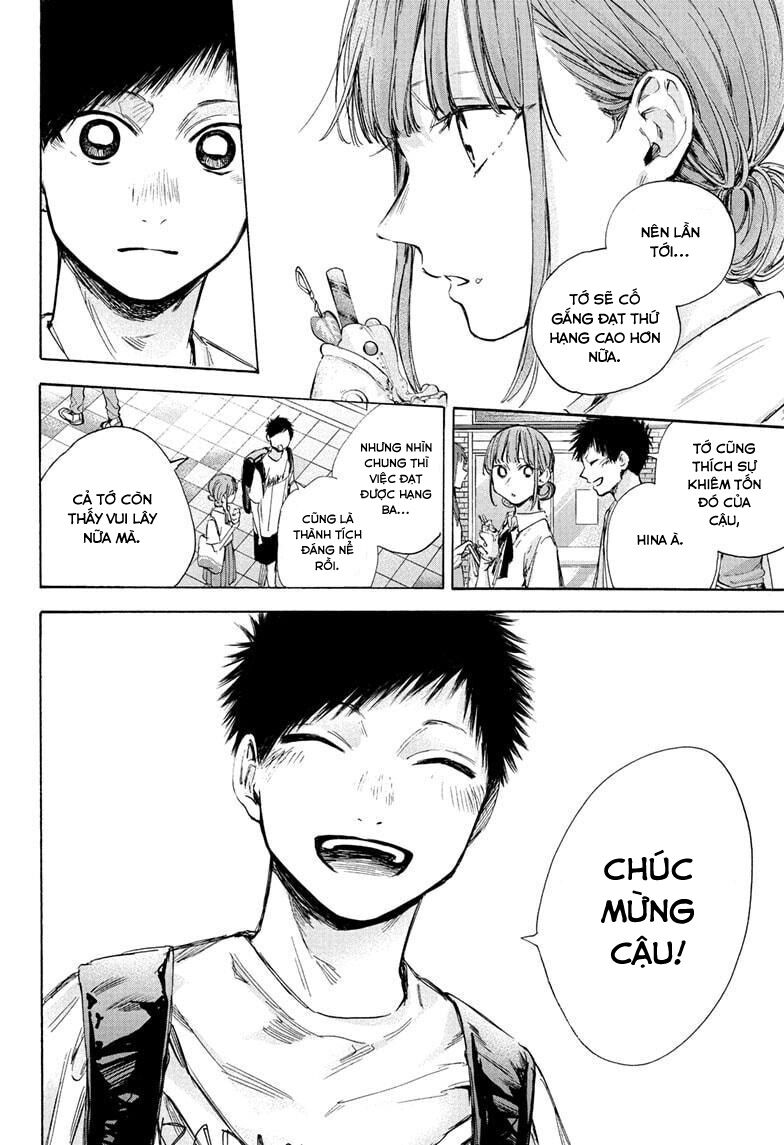 NÊN LẦN
TỚI...
TỚ SẼ CỐ
GẮNG ĐẠT THỨ
HẠNG CAO HƠN
NỮA.
TỚ CŨNG
THÍCH SỰ
KHIÊM TỐN
ĐÓ CỦA
CẬU,
HINA À.
NHƯNG NHÌN
CHUNG THÌ
VIỆC ĐẠT
ĐƯỢC HẠNG
BA...
CŨNG LÀ
THÀNH TÍCH
ĐÁNG NỂ
RỒI.
CẢ TỚ CÒN
THẤY VUI LÂY
NỮA MÀ.
CHÚC
MỪNG
CẬU!